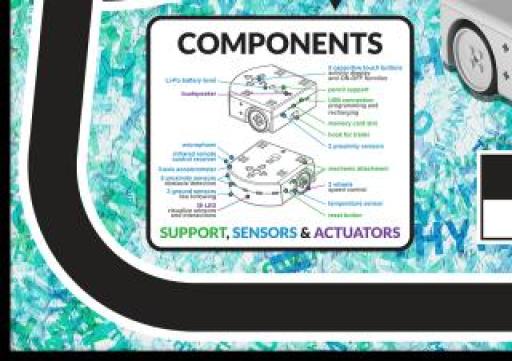 COMPONENTS
5 capacitive touch buttons
activity display
and ON-OFF function
Li-Po battery level
pencil support
loudspeaker
USB connection
programming and
recharging
memory card slot
hook for trailer
microphone
2 proximity sensors
infrared remote
control receiver
3-axis accelerometer
5 proximity sensors
obstacle detection
mechanic attachment
2 ground sensors
line following
2 wheels
speed control
39 LED
visualize sensors
and interactions
temperature sensor
reset button
SUPPORT, SENSORS & ACTUATORS
HY